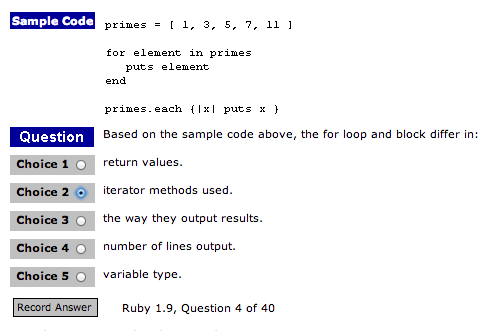 Sample Code
primes = [ 1, 3, 5, 7, 11 ]
for element in primes
puts element
end
primes.each {|x| puts x }
Question Based on the sample code above, the for loop and block differ in:
Choice 1 return values.
Choice 2 iterator methods used.
Choice 3 the way they output results.
Choice 4 number of lines output.
Choice 5 variable type.
Record Answer Ruby 1.9, Question 4 of 40